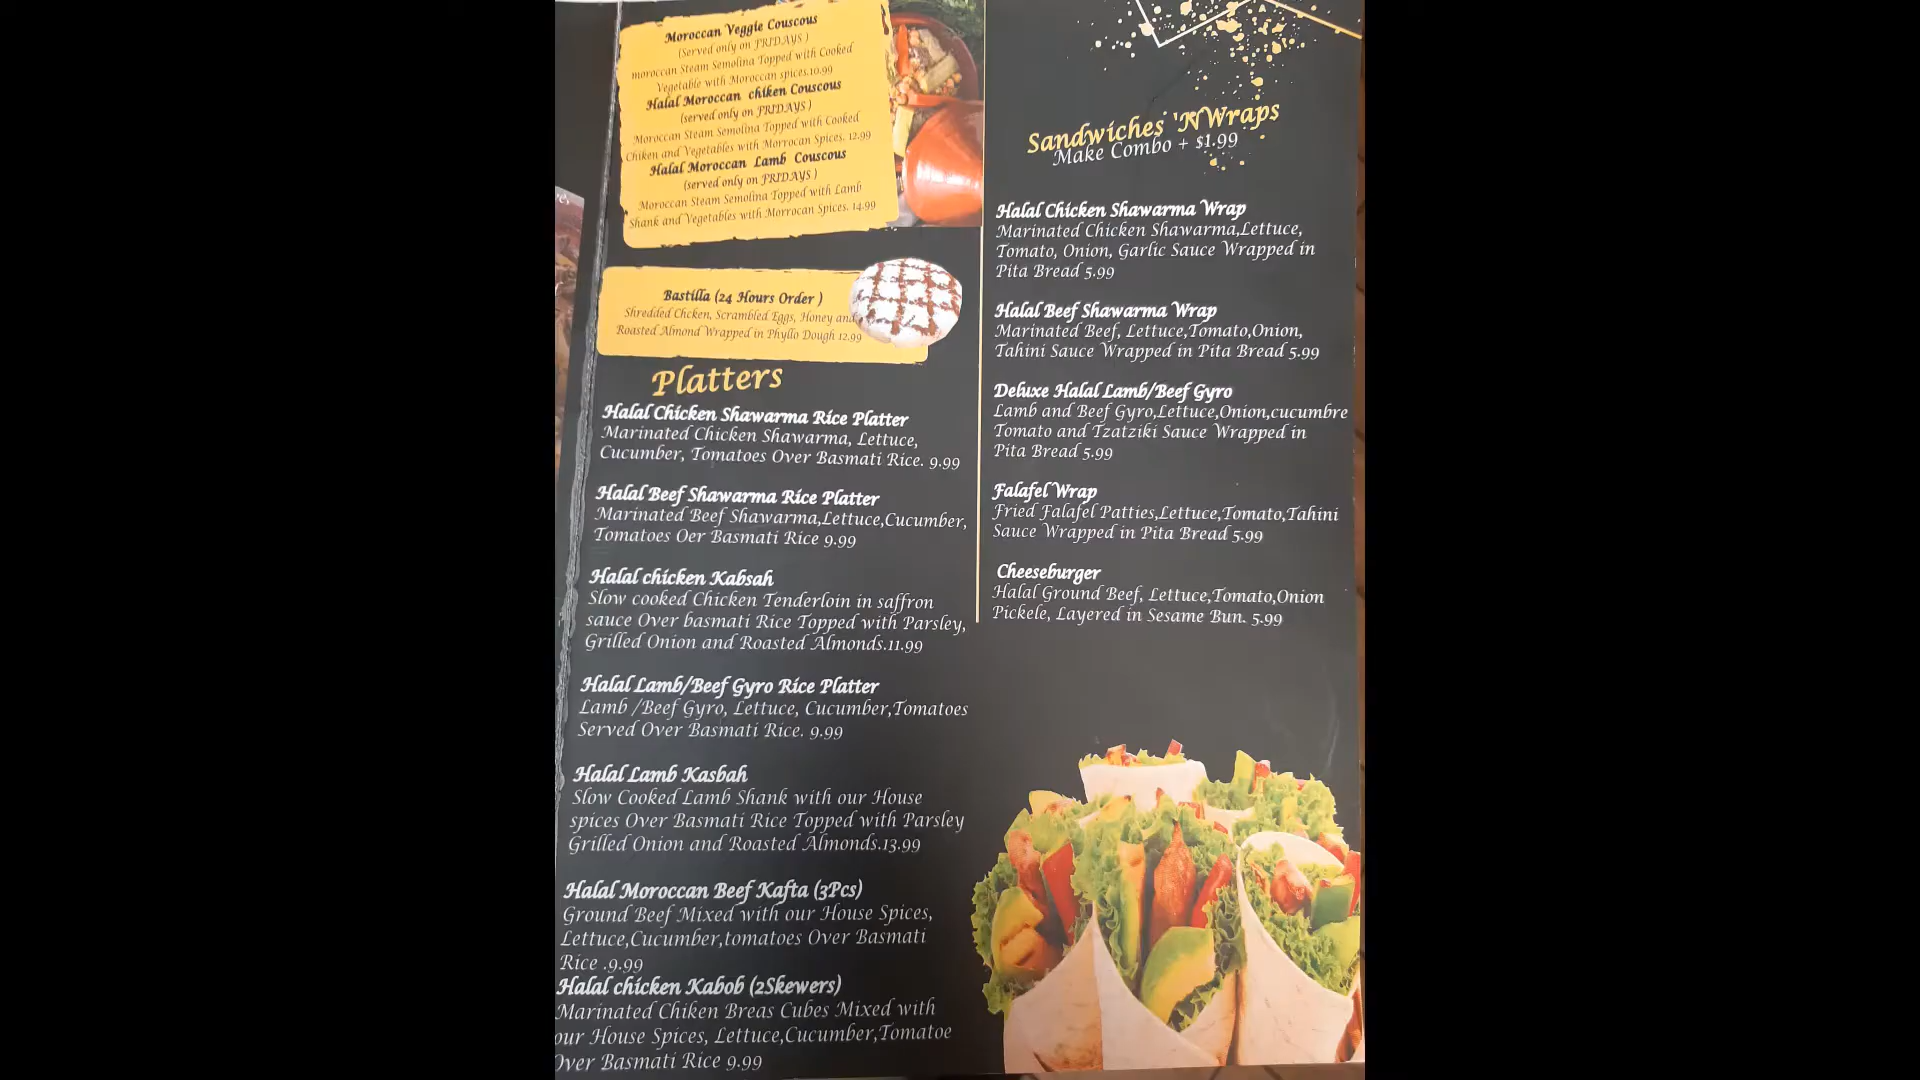 Moroccan Veggie Couscous
(Served only on FRIDAYS )
moroccan Steam Semolina Topped with Cooked
Vegetable with Moroccan spices.10.99
Halal Moroccan chiken Couscous
(served only on FRIDAYS )
Moroccan Steam Semolina Topped with Cooked
Chiken and Vegetables with Morrocan Spices. 12.99
Halal Moroccan Lamb Couscous
(served only on FRIDAYS )
Moroccan Steam Semolina Topped with Lamb
Shank and Vegetables with Morrocan Spices. 14.99
Bastilla (24 Hours Order )
Shredded Chcken, Scrambled Eggs, Honey and
Roasted Almond Wrapped in Phyllo Dough 12.99
Platters
Halal Chicken Shawarma Rice Platter
Marinated Chicken Shawarma, Lettuce,
Cucumber, Tomatoes Over Basmati Rice. 9.99
Halal Beef Shawarma Rice Platter
Marinated Beef Shawarma,Lettuce,Cucumber,
Tomatoes Oer Basmati Rice 9.99
Halal chicken Kabsah
Slow cooked Chicken Tenderloin in saffron
sauce Over basmati Rice Topped with Parsley,
Grilled Onion and Roasted Almonds.11.99
Halal Lamb/Beef Gyro Rice Platter
Lamb /Beef Gyro, Lettuce, Cucumber,Tomatoes
Served Over Basmati Rice. 9.99
Halal Lamb Kasbah
Slow Cooked Lamb Shank with our House
spices Over Basmati Rice Topped with Parsley
Grilled Onion and Roasted Almonds.13.99
Halal Moroccan Beef Kafta (3Pcs)
Ground Beef Mixed with our House Spices,
Lettuce,Cucumber,tomatoes Over Basmati
Rice .9.99
Halal chicken Kabob (2Skewers)
Marinated Chiken Breas Cubes Mixed with
our House Spices, Lettuce,Cucumber,Tomatoe
Over Basmati Rice 9.99
Sandwiches 'N Wraps
Make Combo + $1.99
Halal Chicken Shawarma Wrap
Marinated Chicken Shawarma,Lettuce,
Tomato, Onion, Garlic Sauce Wrapped in
Pita Bread 5.99
Halal Beef Shawarma Wrap
Marinated Beef, Lettuce,Tomato,Onion,
Tahini Sauce Wrapped in Pita Bread 5.99
Deluxe Halal Lamb/Beef Gyro
Lamb and Beef Gyro,Lettuce,Onion,cucumbre
Tomato and Tzatziki Sauce Wrapped in
Pita Bread 5.99
Falafel Wrap
Fried Falafel Patties,Lettuce,Tomato,Tahini
Sauce Wrapped in Pita Bread 5.99
Cheeseburger
Halal Ground Beef, Lettuce,Tomato,Onion
Pickele, Layered in Sesame Bun. 5.99